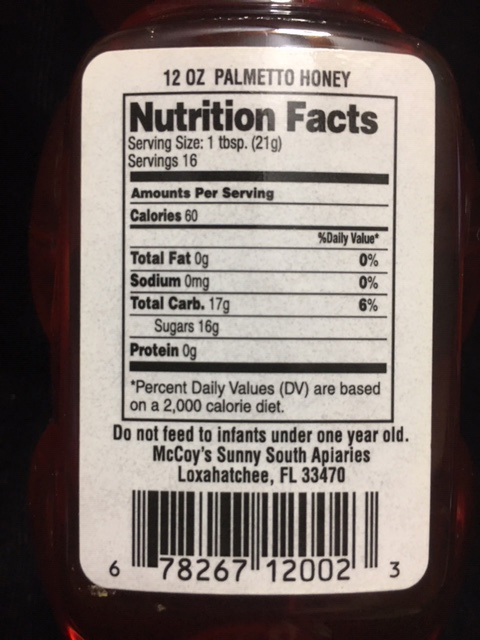 12 OZ PALMETTO HONEY
Nutrition Facts
Serving Size: 1 tbsp. (21g)
Servings 16
Amounts Per Serving
Calories 60
%Daily Value*
Total Fat 0g 0%
Sodium 0mg 0%
Total Carb. 17g 6%
Sugars 16g
Protein 0g
*Percent Daily Values (DV) are based
on a 2,000 calorie diet.
Do not feed to infants under one year old.
McCoy's Sunny South Apiaries
Loxahatchee, FL 33470
6 78267 12002 3